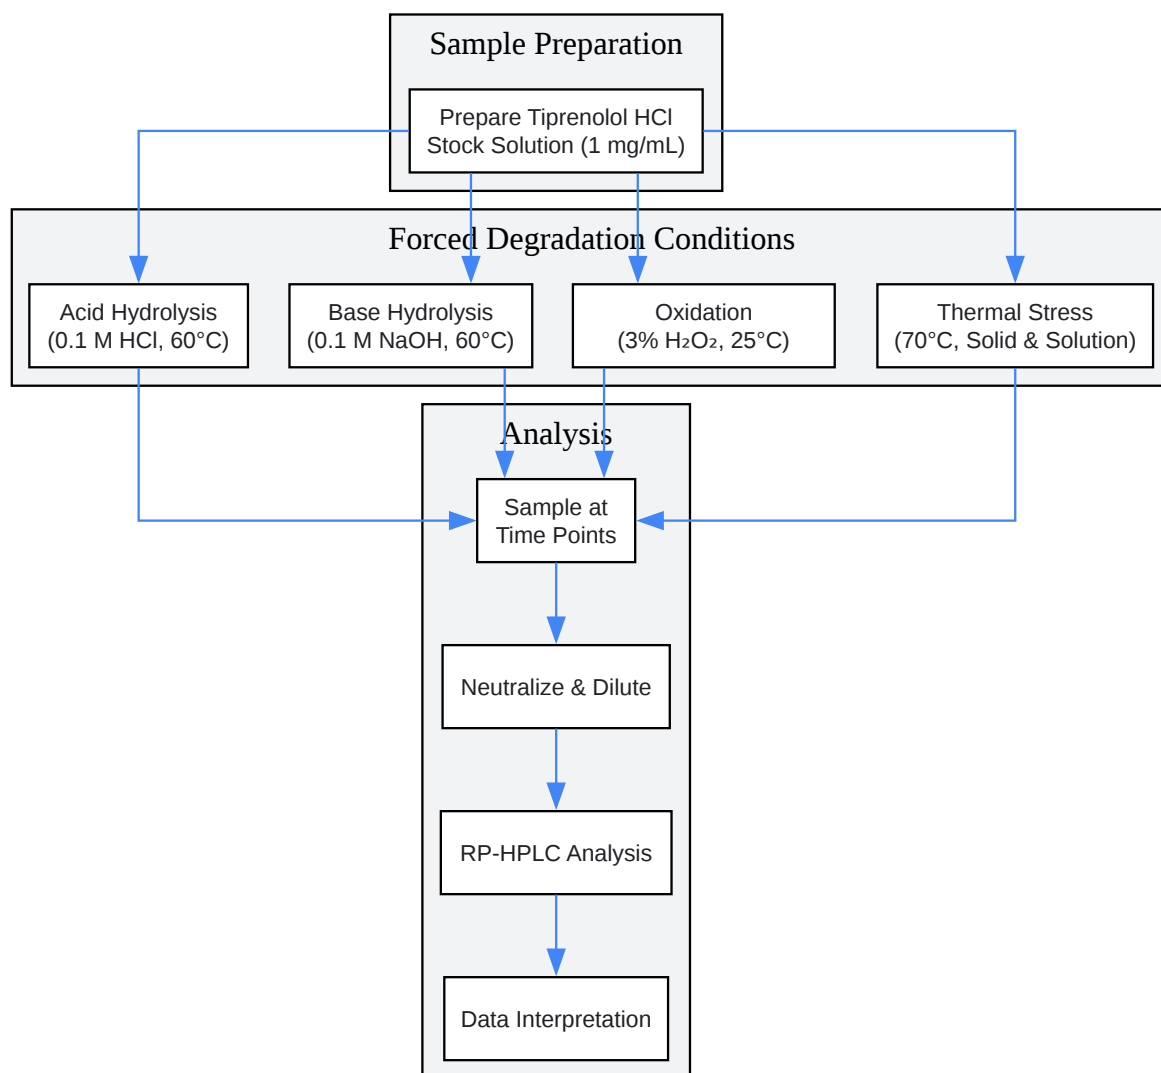 Sample Preparation
Prepare Tiprenolol HCl
Stock Solution (1 mg/mL)
Forced Degradation Conditions
Acid Hydrolysis
(0.1 M HCl, 60°C)
Base Hydrolysis
(0.1 M NaOH, 60°C)
Oxidation
(3% H₂O₂, 25°C)
Thermal Stress
(70°C, Solid & Solution)
Analysis
Sample at
Time Points
Neutralize & Dilute
RP-HPLC Analysis
Data Interpretation